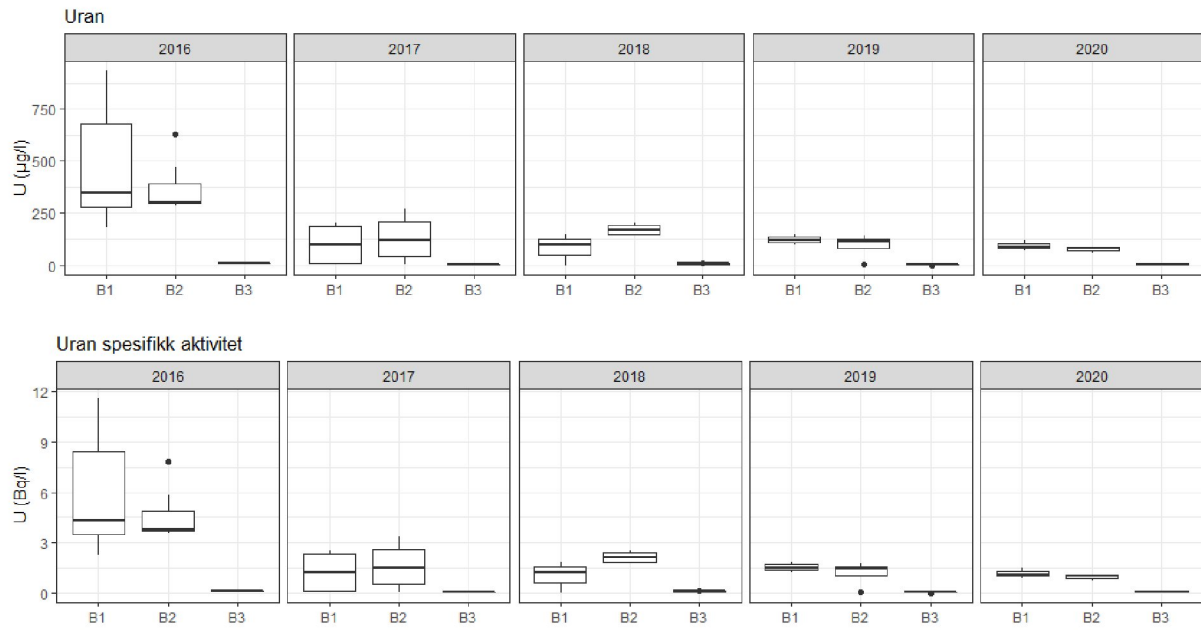 Uran
2016 2017 2018 2019 2020
U (µg/l)
750
500
250
0
B1 B2 B3 B1 B2 B3 B1 B2 B3 B1 B2 B3 B1 B2 B3
Uran spesifikk aktivitet
2016 2017 2018 2019 2020
U (Bq/l)
12
9
6
3
0
B1 B2 B3 B1 B2 B3 B1 B2 B3 B1 B2 B3 B1 B2 B3